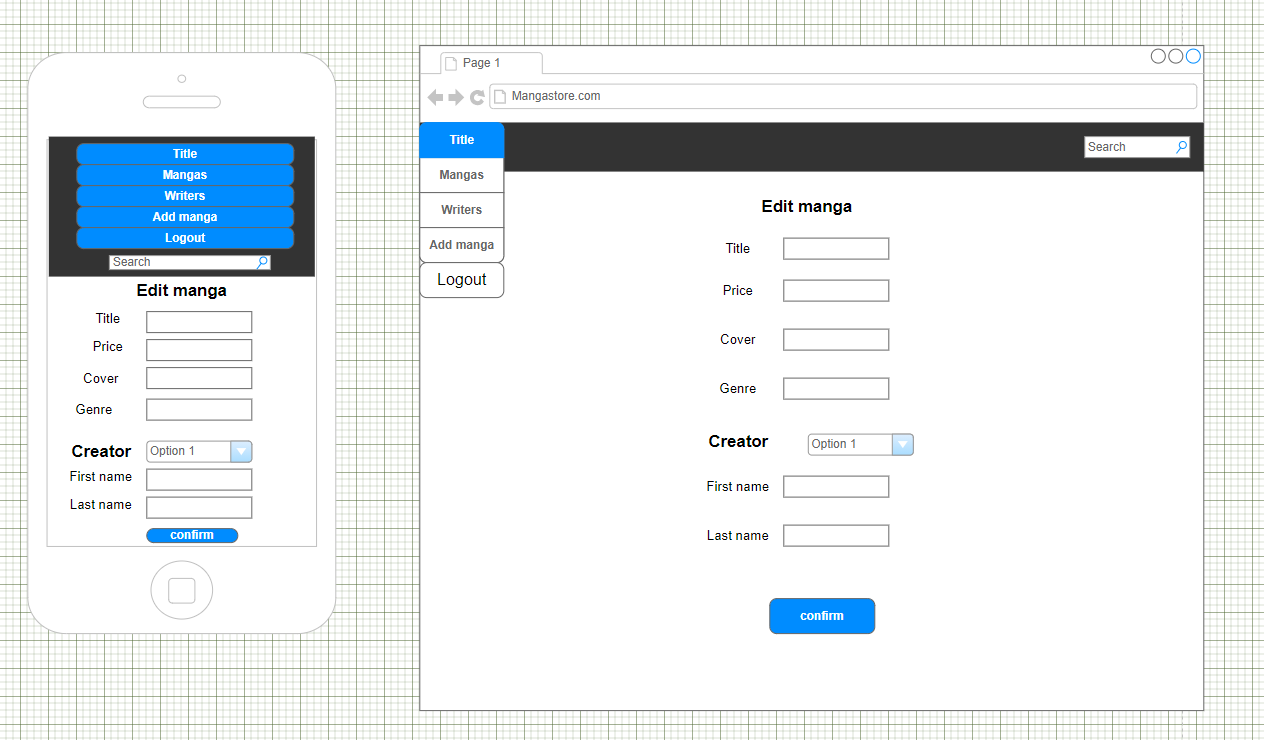 Title
Mangas
Writers
Add manga
Logout
Search
Edit manga
Title
Price
Cover
Genre
Creator Option 1
First name
Last name
confirm
Page 1
Mangastore.com
Title
Search
Mangas
Writers
Add manga
Logout
Edit manga
Title
Price
Cover
Genre
Creator Option 1
First name
Last name
confirm